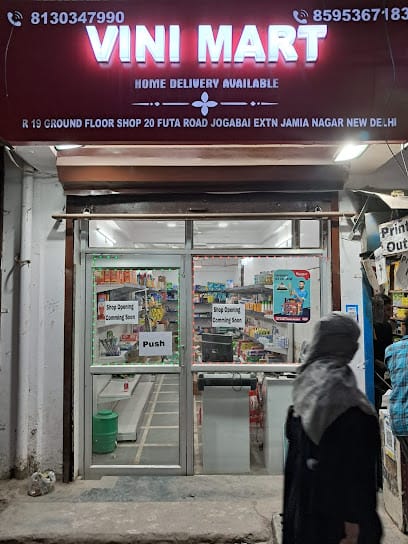 8130347990
8595367183
VINI MART
HOME DELIVERY AVAILABLE
R 19 GROUND FLOOR SHOP 20 FUTA ROAD JOGABAI EXTN JAMIA NAGAR NEW DELHI
Print
Out
Shop Opening
Comming Soon
Shop Opening
Comming Soon
Push